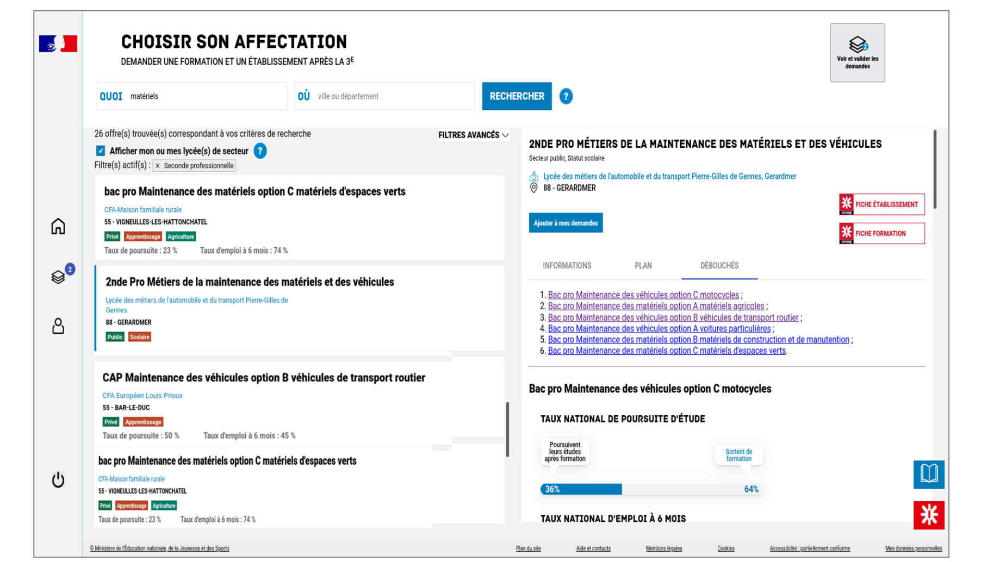 CHOISIR SON AFFECTATION
DEMANDER UNE FORMATION ET UN ÉTABLISSEMENT APRÈS LA 3E
2
Voir et valider les
demandes
QUOI matériels
OÙ ville ou département
RECHERCHER
?
26 offre(s) trouvée(s) correspondant à vos critères de recherche
FILTRES AVANCÉS
Afficher mon ou mes lycée(s) de secteur ?
Filtre(s) actif(s) : × Seconde professionnelle
bac pro Maintenance des matériels option C matériels d'espaces verts
CFA-Maison familiale rurale
55 - VIGNEULLES-LES-HATTONCHATEL
Privé Apprentissage Agriculture
Taux de poursuite : 23 % Taux d'emploi à 6 mois : 74 %
2
2nde Pro Métiers de la maintenance des matériels et des véhicules
Lycée des métiers de l'automobile et du transport Pierre-Gilles de
Gennes
88 - GERARDMER
Public Scolaire
CAP Maintenance des véhicules option B véhicules de transport routier
CFA Européen Louis Prioux
55 - BAR-LE-DUC
Privé Apprentissage
Taux de poursuite : 50 % Taux d'emploi à 6 mois : 45 %
bac pro Maintenance des matériels option C matériels d'espaces verts
CFA-Maison familiale rurale
55 - VIGNEULLES-LES-HATTONCHATEL
Privé Apprentissage Agriculture
Taux de poursuite : 23 % Taux d'emploi à 6 mois : 74 %
2NDE PRO MÉTIERS DE LA MAINTENANCE DES MATÉRIELS ET DES VÉHICULES
Secteur public, Statut scolaire
Lycée des métiers de l'automobile et du transport Pierre-Gilles de Gennes, Gerardmer
88 - GERARDMER
onisep FICHE ÉTABLISSEMENT
Ajouter à mes demandes
onisep FICHE FORMATION
INFORMATIONS PLAN DÉBOUCHÉS
1. Bac pro Maintenance des véhicules option C motocycles ;
2. Bac pro Maintenance des matériels option A matériels agricoles ;
3. Bac pro Maintenance des véhicules option B véhicules de transport routier ;
4. Bac pro Maintenance des véhicules option A voitures particulières ;
5. Bac pro Maintenance des matériels option B matériels de construction et de manutention ;
6. Bac pro Maintenance des matériels option C matériels d'espaces verts.
Bac pro Maintenance des véhicules option C motocycles
TAUX NATIONAL DE POURSUITE D'ÉTUDE
Poursuivent
leurs études
après formation
Sortent de
formation
36% 64%
TAUX NATIONAL D'EMPLOI À 6 MOIS
© Ministère de l'Éducation nationale, de la Jeunesse et des Sports
Plan du site Aide et contacts Mentions légales Cookies Accessibilité : partiellement conforme Mes données personnelles